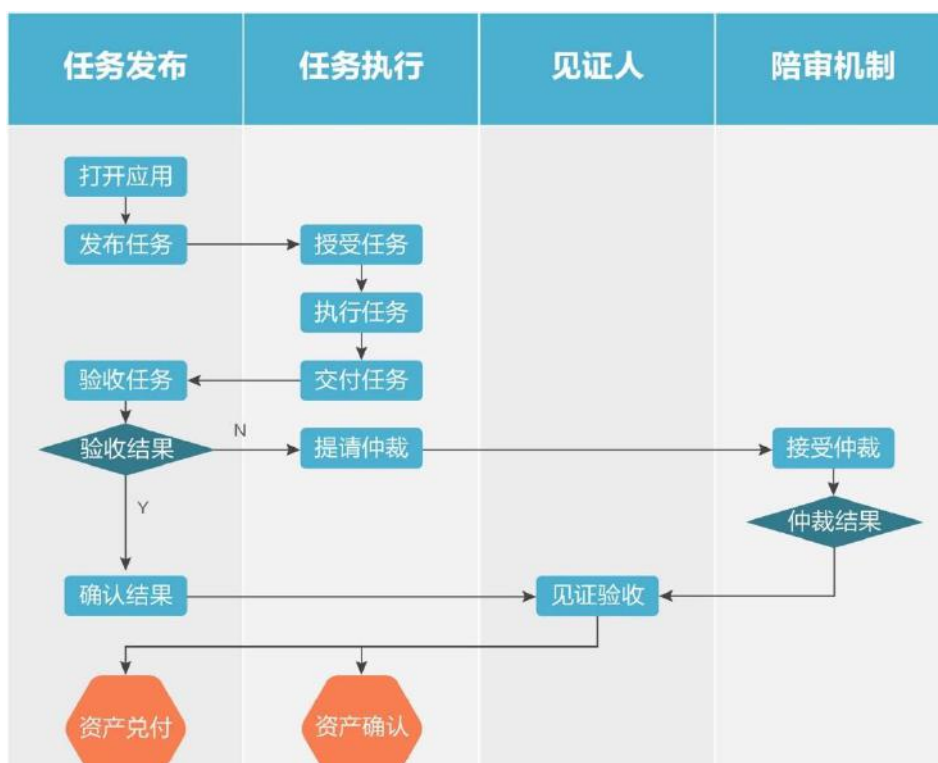 任务发布
任务执行
见证人
陪审机制
打开应用
发布任务
授受任务
执行任务
验收任务
交付任务
验收结果
N
提请仲裁
接受仲裁
Y
仲裁结果
确认结果
见证验收
资产兑付
资产确认